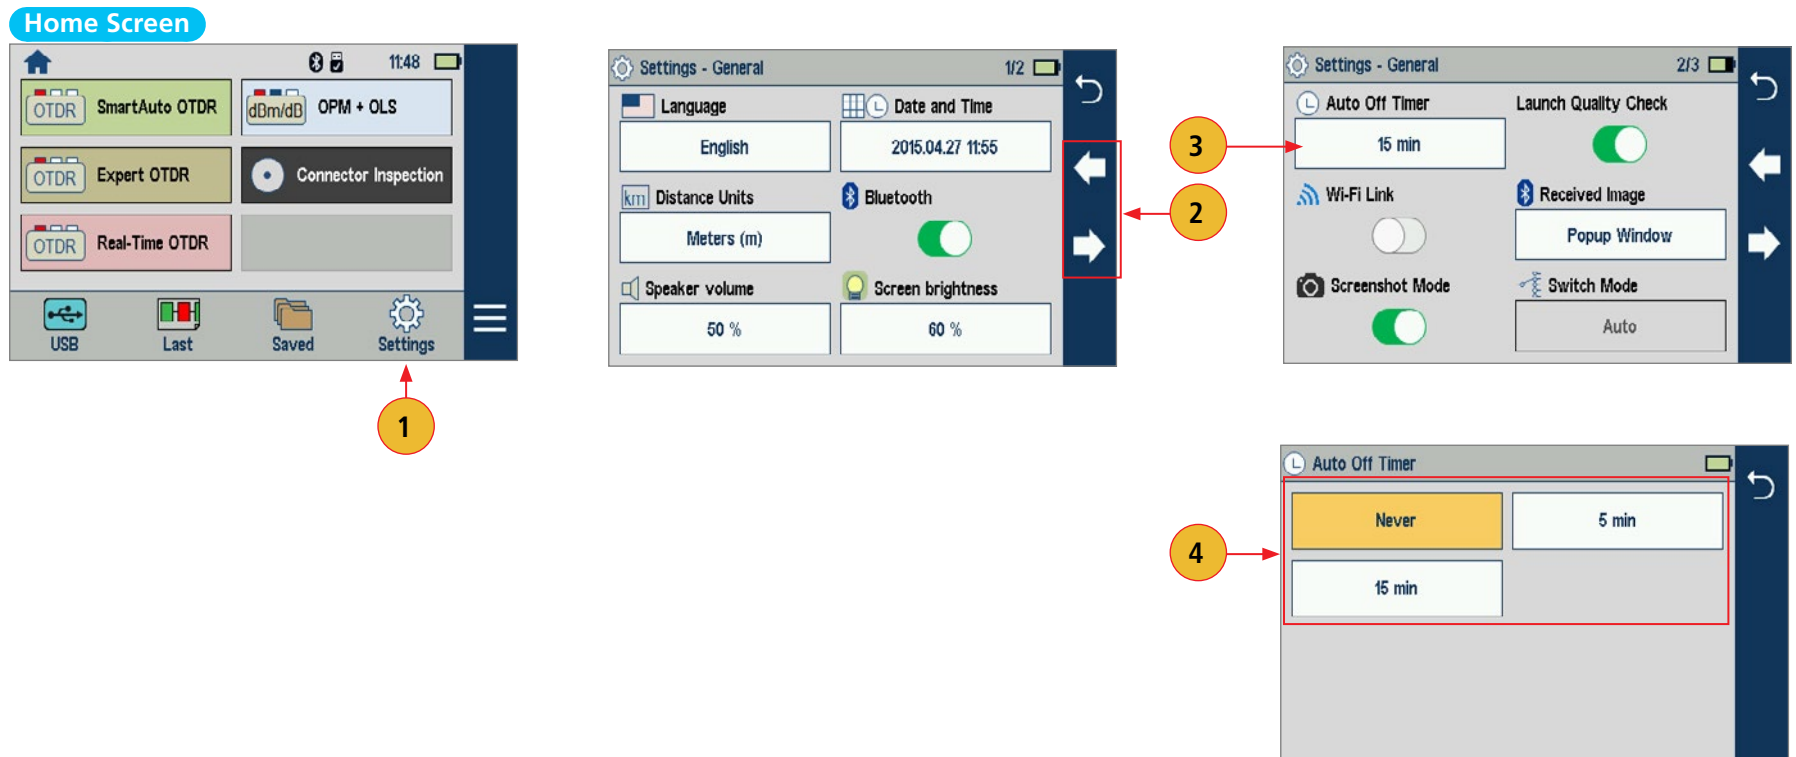 Home Screen
11:48
OTDR SmartAuto OTDR
dBm/dB OPM + OLS
OTDR Expert OTDR
Connector Inspection
OTDR Real-Time OTDR
USB
Last
Saved
Settings
1
Settings - General
1/2
Language
Date and Time
English
2015.04.27 11:55
km Distance Units
Bluetooth
Meters (m)
Speaker volume
Screen brightness
50 %
60 %
2
Settings - General
2/3
Auto Off Timer
Launch Quality Check
15 min
3
Wi-Fi Link
Received Image
Popup Window
Screenshot Mode
Switch Mode
Auto
Auto Off Timer
Never
5 min
15 min
4